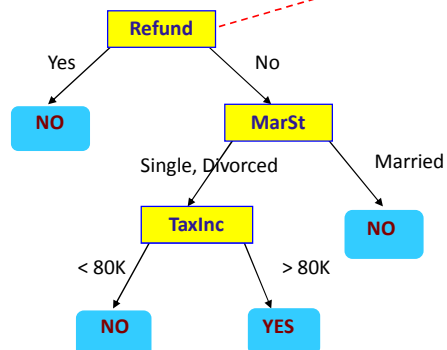 Refund
Yes
No
NO
MarSt
Single, Divorced
Married
TaxInc
NO
< 80K
> 80K
NO
YES